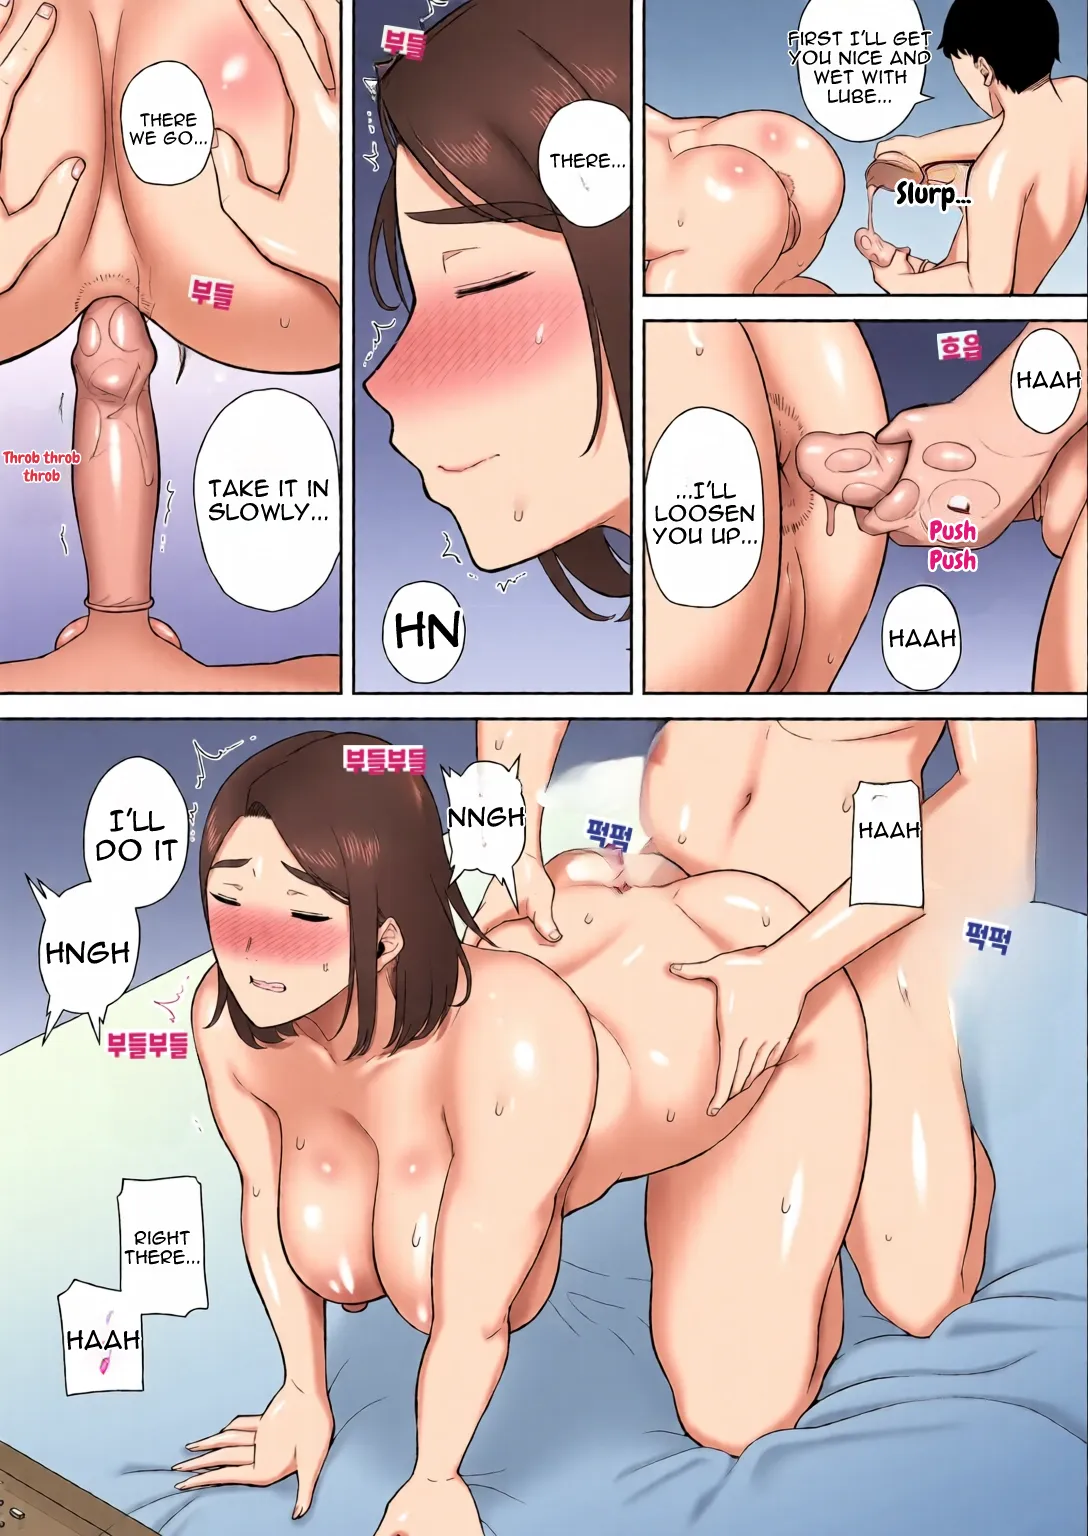 FIRST I'LL GET
YOU NICE AND
WET WITH
LUBE...
Slurp...
흐읍
HAAH
...I'LL
LOOSEN
YOU UP...
Push
Push
HAAH
부들
THERE...
HN
THERE
WE GO...
부들
Throb throb
throb
TAKE IT IN
SLOWLY...
부들부들
NNGH
퍽퍽
HAAH
퍽퍽
I'LL
DO IT
HNGH
부들부들
RIGHT
THERE...
HAAH